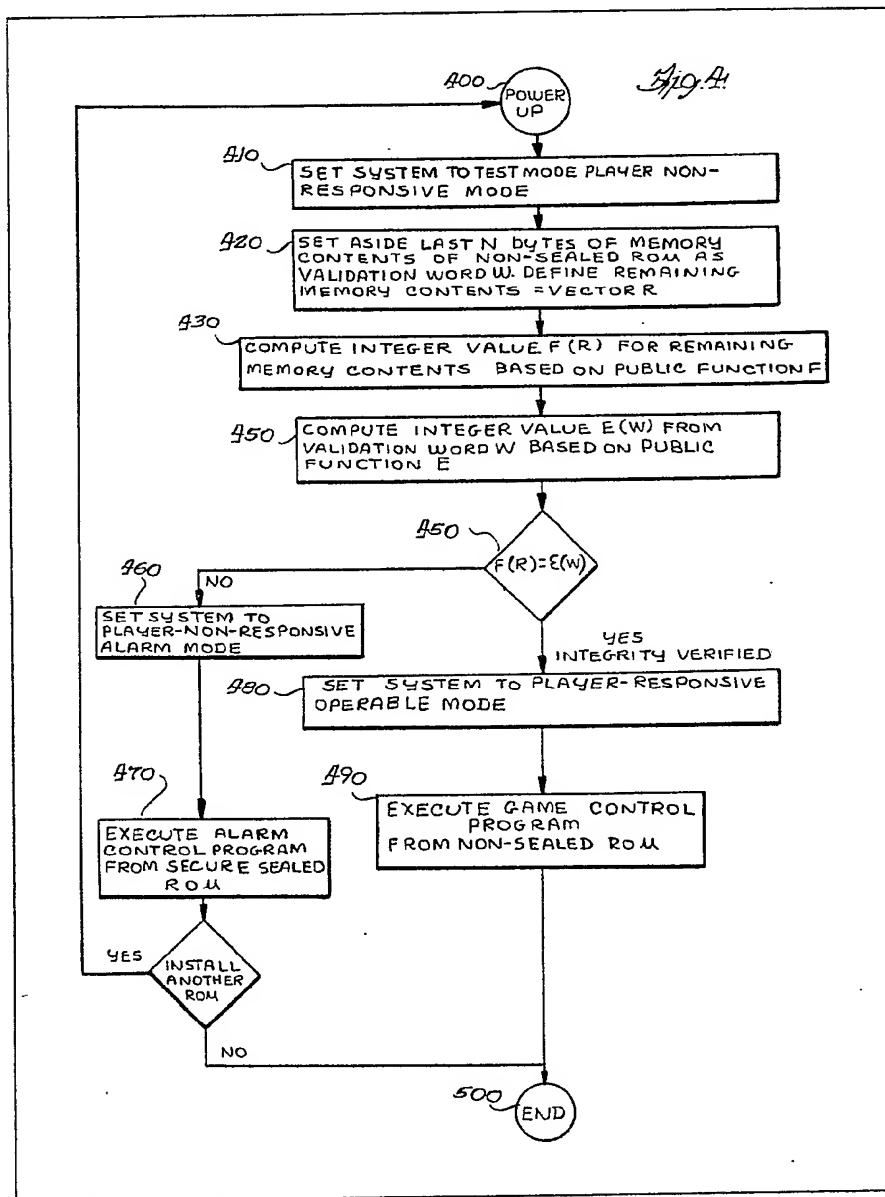 Fig. 4.
400
POWER
UP
410
SET SYSTEM TO TEST MODE PLAYER NON-
RESPONSIVE MODE
420
SET ASIDE LAST N BYTES OF MEMORY
CONTENTS OF NON-SEALED ROM AS
VALIDATION WORD W. DEFINE REMAINING
MEMORY CONTENTS =VECTOR R
430
COMPUTE INTEGER VALUE F(R) FOR REMAINING
MEMORY CONTENTS BASED ON PUBLIC FUNCTION F
450
COMPUTE INTEGER VALUE E(W) FROM
VALIDATION WORD W BASED ON PUBLIC
FUNCTION E
450
F(R)=E(W)
NO
YES
INTEGRITY VERIFIED
460
SET SYSTEM TO
PLAYER-NON-RESPONSIVE
ALARM MODE
480
SET SYSTEM TO PLAYER-RESPONSIVE
OPERABLE MODE
470
EXECUTE ALARM
CONTROL PROGRAM
FROM SECURE SEALED
ROM
490
EXECUTE GAME CONTROL
PROGRAM
FROM NON-SEALED ROM
YES
INSTALL
ANOTHER
ROM
NO
500
END